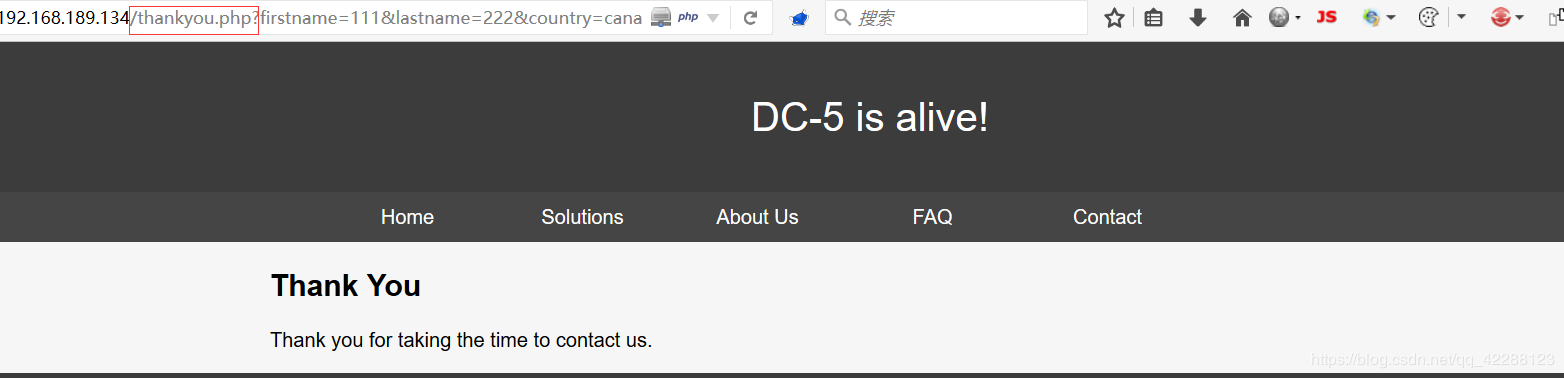 192.168.189.134/thankyou.php?firstname=111&lastname=222&country=cana php 搜索 JS
DC-5 is alive!
Home Solutions About Us FAQ Contact
Thank You
Thank you for taking the time to contact us.
https://blog.csdn.net/qq_42288123